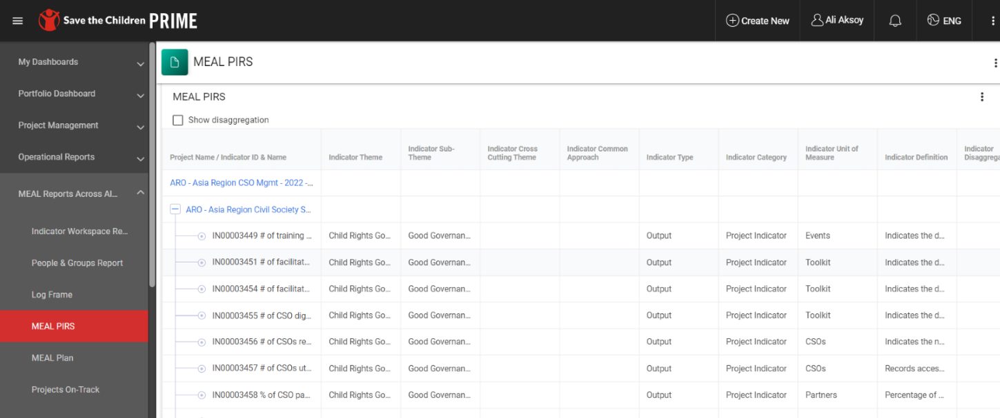 Save the Children PRIME
Create New
Ali Aksoy
ENG
My Dashboards
Portfolio Dashboard
Project Management
Operational Reports
MEAL Reports Across Al...
Indicator Workspace Re...
People & Groups Report
Log Frame
MEAL PIRS
MEAL Plan
Projects On-Track
MEAL PIRS
MEAL PIRS
Show disaggregation
Project Name / Indicator ID & Name
Indicator Theme
Indicator Sub-
Theme
Indicator Cross
Cutting Theme
Indicator Common
Approach
Indicator Type
Indicator Category
Indicator Unit of
Measure
Indicator Definition
Indicator
Disaggrega
ARO - Asia Region CSO Mgmt - 2022 -...
ARO - Asia Region Civil Society S...
IN00003449 # of training ... Child Rights Go... Good Governan... Output Project Indicator Events Indicates the d...
IN00003451 # of facilitat... Child Rights Go... Good Governan... Output Project Indicator Toolkit Indicates the d...
IN00003454 # of facilitat... Child Rights Go... Good Governan... Output Project Indicator Toolkit Indicates the d...
IN00003455 # of CSO dig... Child Rights Go... Good Governan... Output Project Indicator Toolkit Indicates the d...
IN00003456 # of CSOs re... Child Rights Go... Good Governan... Output Project Indicator CSOs Indicates the n...
IN00003457 # of CSOs ut... Child Rights Go... Good Governan... Output Project Indicator CSOs Records acces...
IN00003458 % of CSO pa... Child Rights Go... Good Governan... Output Project Indicator Partners Percentage of ...